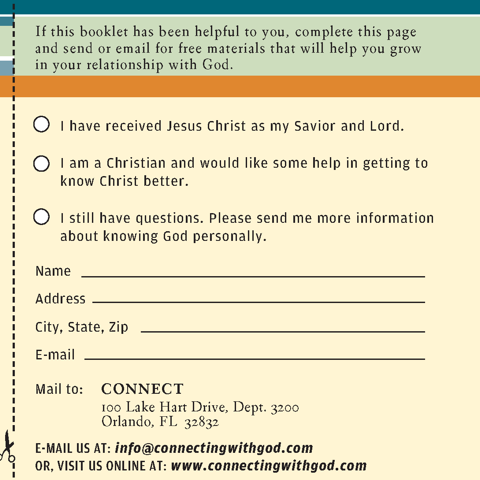 If this booklet has been helpful to you, complete this page
and send or email for free materials that will help you grow
in your relationship with God.
I have received Jesus Christ as my Savior and Lord.
I am a Christian and would like some help in getting to
know Christ better.
I still have questions. Please send me more information
about knowing God personally.
Name
Address
City, State, Zip
E-mail
Mail to: CONNECT
100 Lake Hart Drive, Dept. 3200
Orlando, FL 32832
E-MAIL US AT: info@connectingwithgod.com
OR, VISIT US ONLINE AT: www.connectingwithgod.com